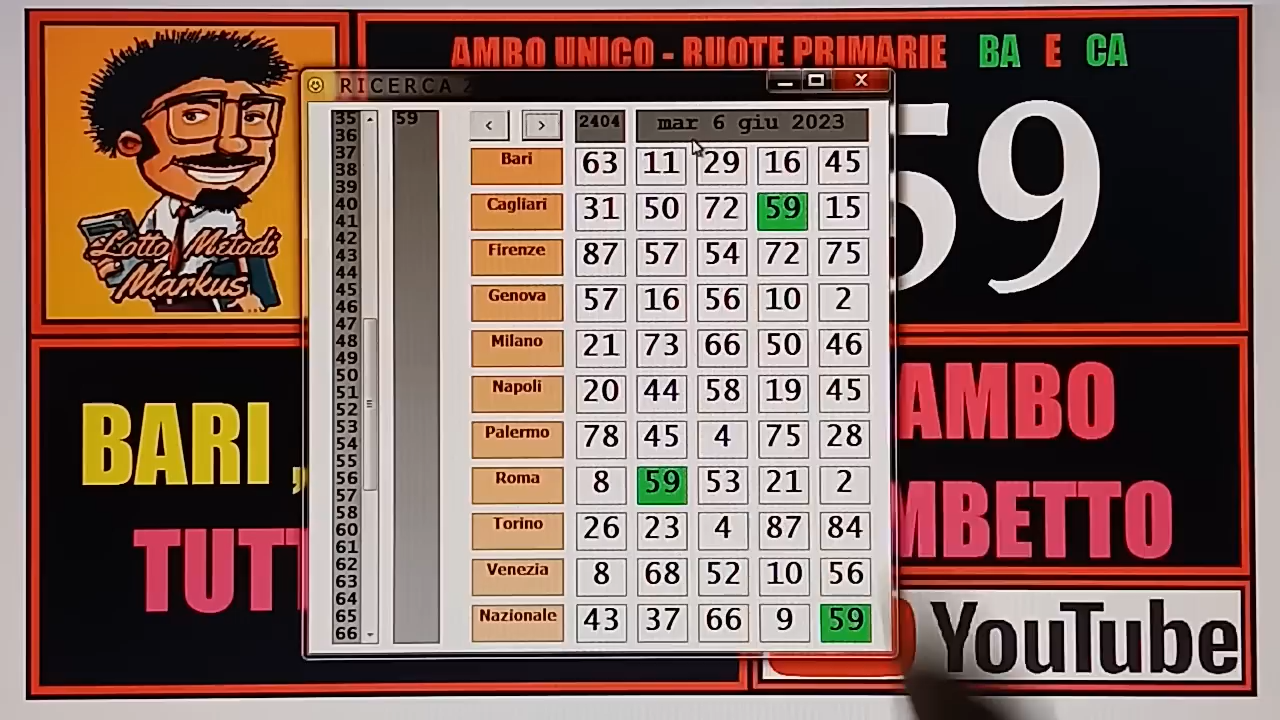 AMBO UNICO - RUOTE PRIMARIE BA E CA
59
Lotto Metodi
Markus
RICERCA
< > 2404 mar 6 giu 2023
Bari 63 11 29 16 45
Cagliari 31 50 72 59 15
Firenze 87 57 54 72 75
Genova 57 16 56 10 2
Milano 21 73 66 50 46
Napoli 20 44 58 19 45
Palermo 78 45 4 75 28
Roma 8 59 53 21 2
Torino 26 23 4 87 84
Venezia 8 68 52 10 56
Nazionale 43 37 66 9 59
35
36
37
38
39
40
41
42
43
44
45
46
47
48
49
50
51
52
53
54
55
56
57
58
59
60
61
62
63
64
65
66
59
BARI ,
TUT
AMBO
MBETTO
YouTube